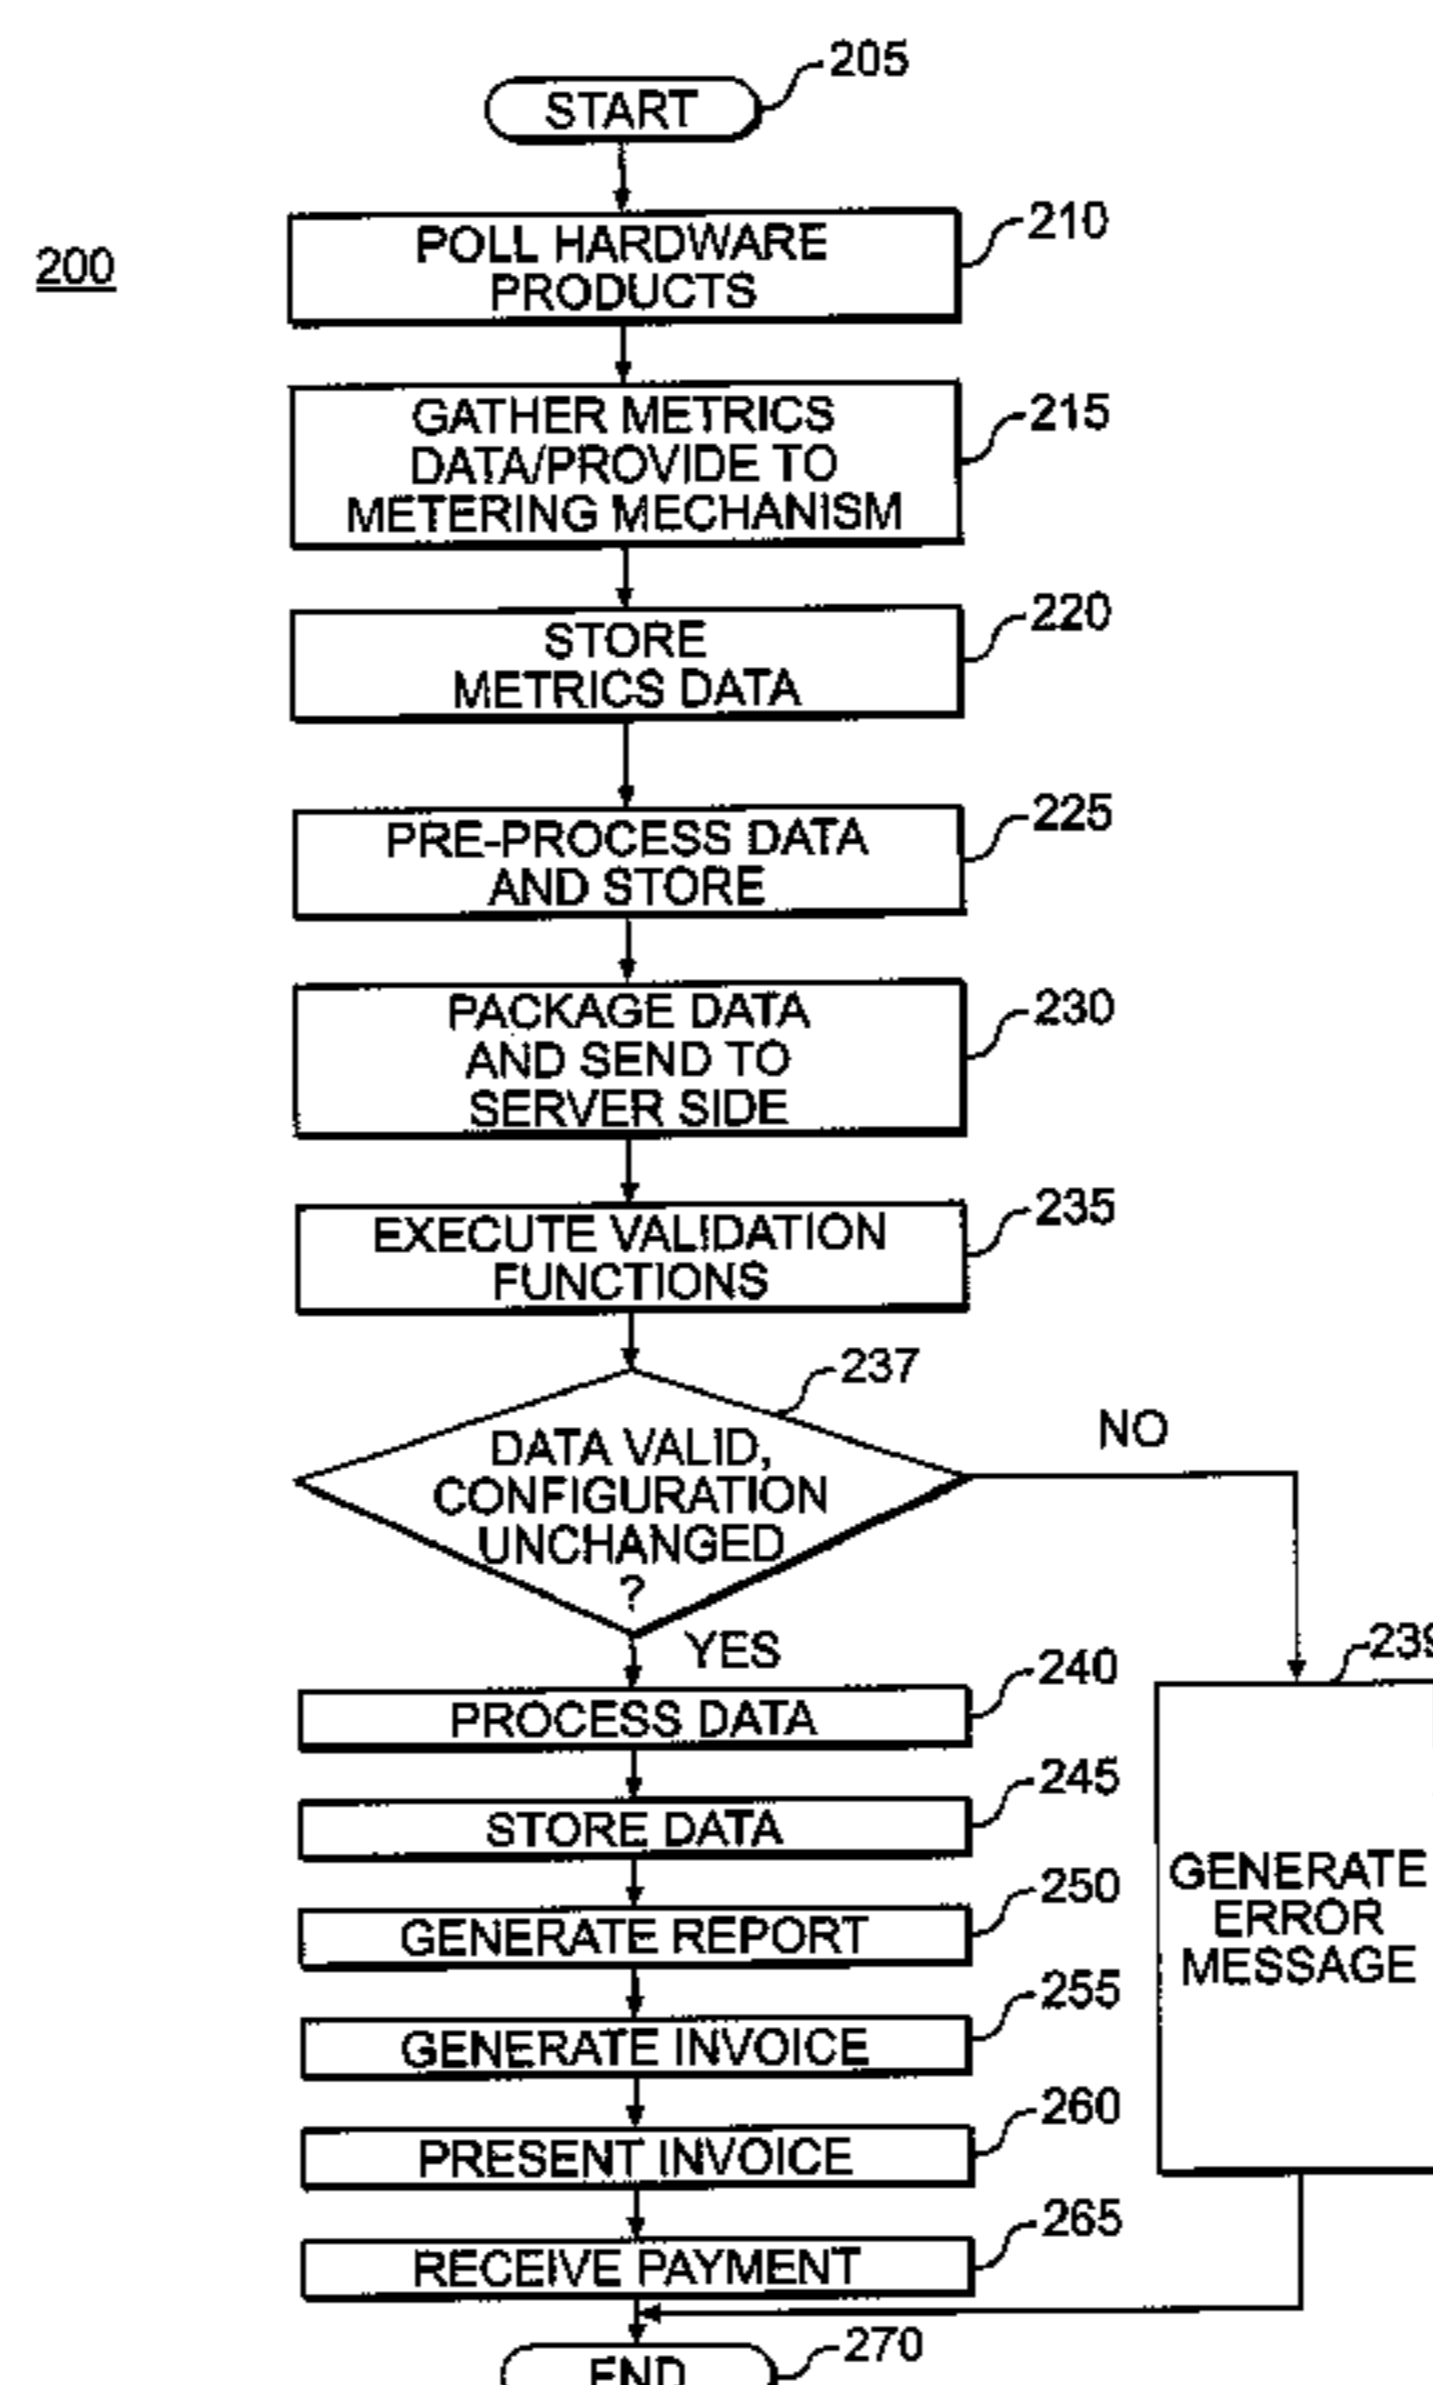 205
START
200
210
POLL HARDWARE
PRODUCTS
215
GATHER METRICS
DATA/PROVIDE TO
METERING MECHANISM
220
STORE
METRICS DATA
225
PRE-PROCESS DATA
AND STORE
230
PACKAGE DATA
AND SEND TO
SERVER SIDE
235
EXECUTE VALIDATION
FUNCTIONS
237
DATA VALID,
CONFIGURATION
UNCHANGED
?
NO
YES
239
240
PROCESS DATA
245
STORE DATA
GENERATE
ERROR
MESSAGE
250
GENERATE REPORT
255
GENERATE INVOICE
260
PRESENT INVOICE
265
RECEIVE PAYMENT
270
END